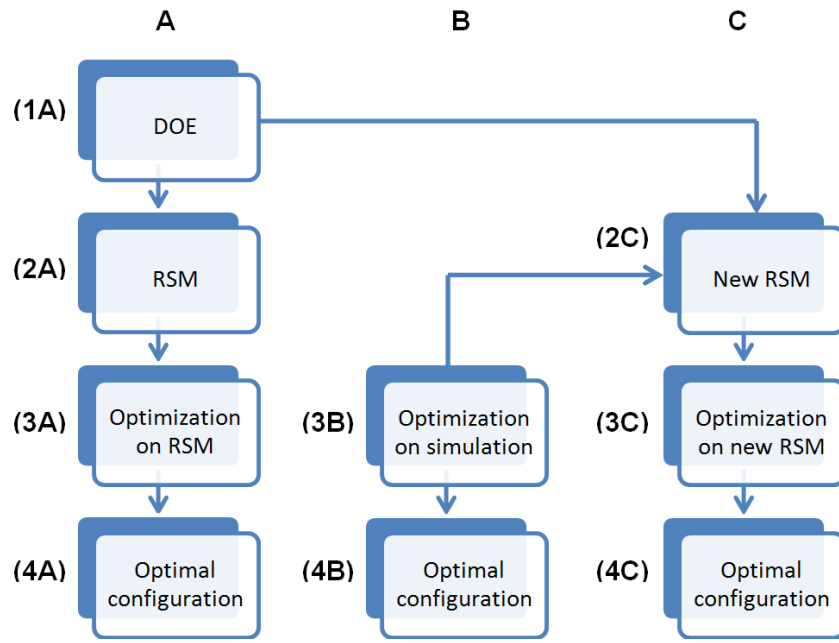 A B C
(1A) DOE
(2A) RSM
(2C) New RSM
(3A) Optimization
on RSM
(3B) Optimization
on simulation
(3C) Optimization
on new RSM
(4A) Optimal
configuration
(4B) Optimal
configuration
(4C) Optimal
configuration